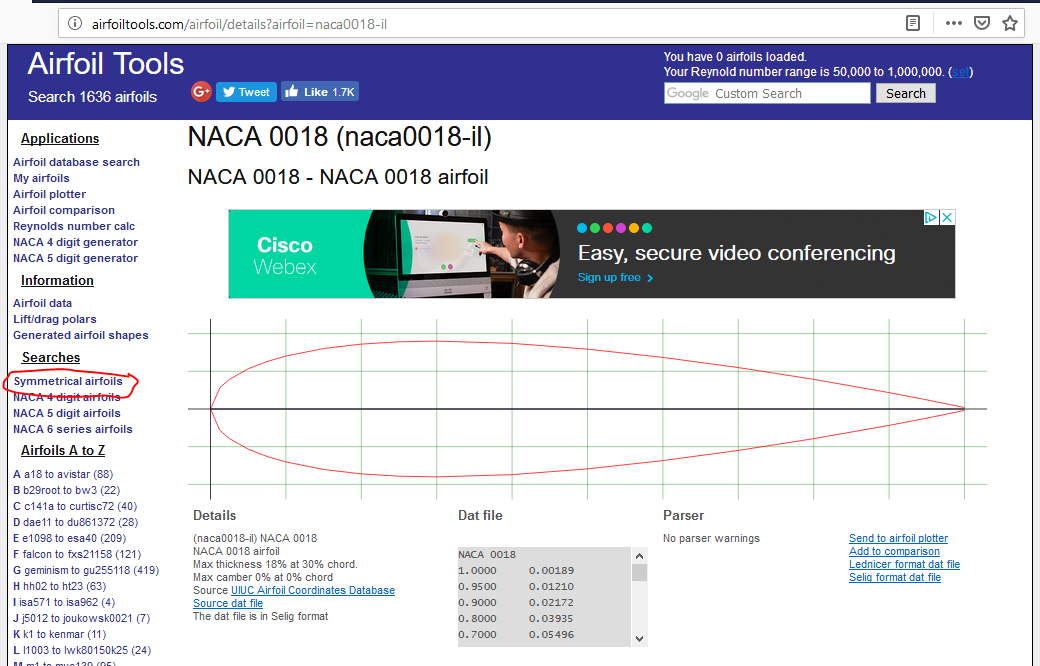 airfoiltools.com/airfoil/details?airfoil=naca0018-il
Airfoil Tools
Search 1636 airfoils
G+ Tweet Like 1.7K
You have 0 airfoils loaded.
Your Reynold number range is 50,000 to 1,000,000. (set)
Google Custom Search Search
Applications
Airfoil database search
My airfoils
Airfoil plotter
Airfoil comparison
Reynolds number calc
NACA 4 digit generator
NACA 5 digit generator
Information
Airfoil data
Lift/drag polars
Generated airfoil shapes
Searches
Symmetrical airfoils
NACA 4 digit airfoils
NACA 5 digit airfoils
NACA 6 series airfoils
Airfoils A to Z
A a18 to avistar (88)
B b29root to bw3 (22)
C c141a to curtisc72 (40)
D dae11 to du861372 (28)
E e1098 to esa40 (209)
F falcon to fxs21158 (121)
G geminism to gu255118 (419)
H hh02 to ht23 (63)
I isa571 to isa962 (4)
J j5012 to joukowsk0021 (7)
K k1 to kenmar (11)
L l1003 to lwk80150k25 (24)
M m1 to mue139 (95)
NACA 0018 (naca0018-il)
NACA 0018 - NACA 0018 airfoil
Cisco
Webex
Easy, secure video conferencing
Sign up free
Details
(naca0018-il) NACA 0018
NACA 0018 airfoil
Max thickness 18% at 30% chord.
Max camber 0% at 0% chord
Source UIUC Airfoil Coordinates Database
Source dat file
The dat file is in Selig format
Dat file
NACA 0018
1.0000 0.00189
0.9500 0.01210
0.9000 0.02172
0.8000 0.03935
0.7000 0.05496
Parser
No parser warnings
Send to airfoil plotter
Add to comparison
Lednicer format dat file
Selig format dat file